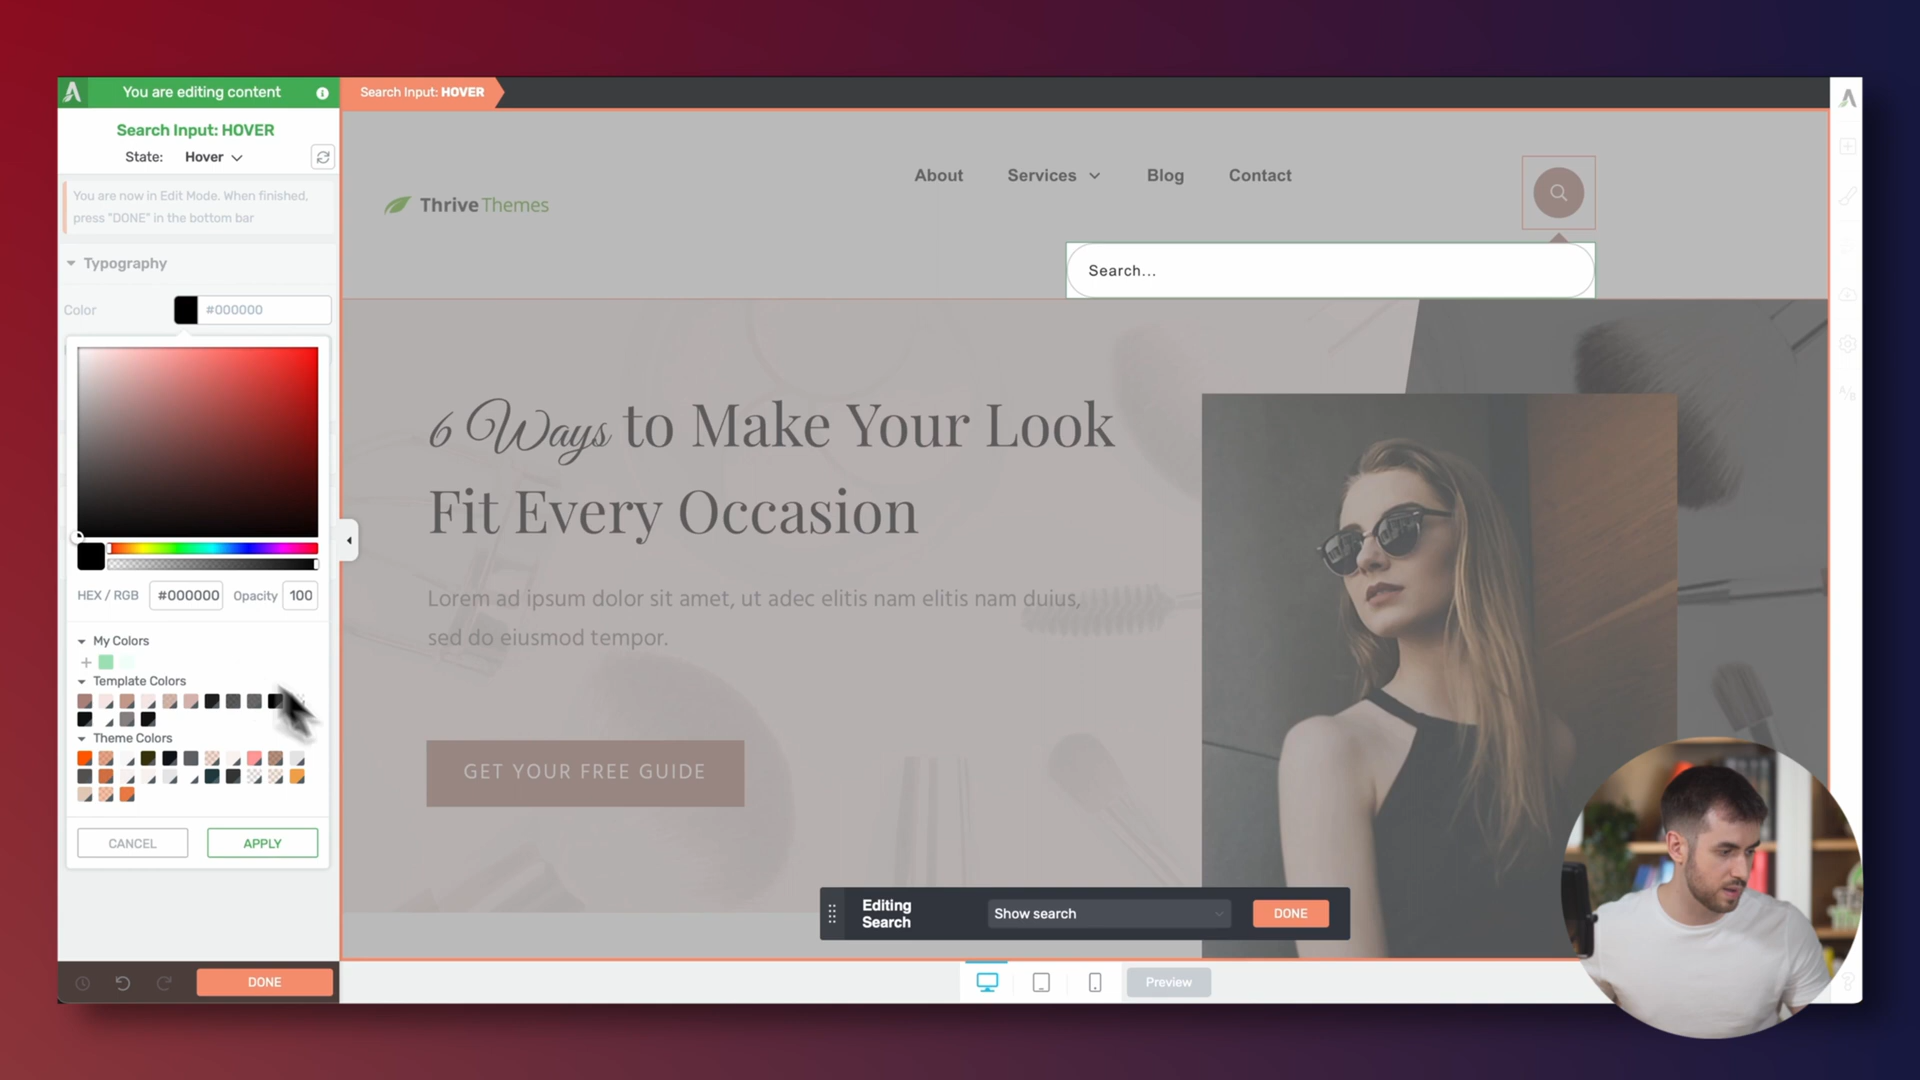 You are editing content
Search Input: HOVER
Search Input: HOVER
State: Hover
You are now in Edit Mode. When finished,
press "DONE" in the bottom bar
Typography
Color #000000
HEX / RGB #000000 Opacity 100
My Colors
Template Colors
Theme Colors
CANCEL APPLY
DONE
About Services Blog Contact
Thrive Themes
Search...
6 Ways to Make Your Look
Fit Every Occasion
Lorem ad ipsum dolor sit amet, ut adec elitis nam elitis nam duius,
sed do eiusmod tempor.
GET YOUR FREE GUIDE
Editing
Search
Show search
DONE
Preview
A/B